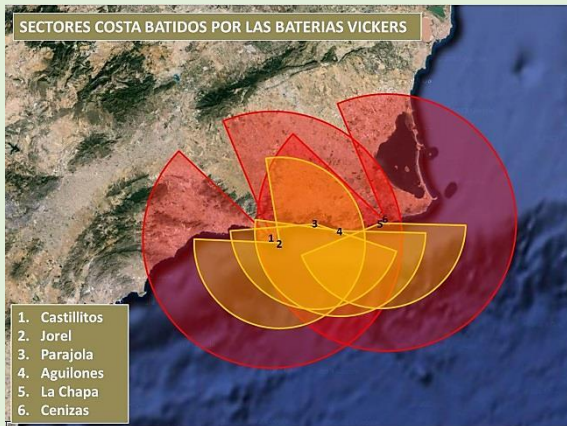 SECTORES COSTA BATIDOS POR LAS BATERIAS VICKERS
1
2
3
4
5
6
1. Castillitos
2. Jorel
3. Parajola
4. Aguilones
5. La Chapa
6. Cenizas